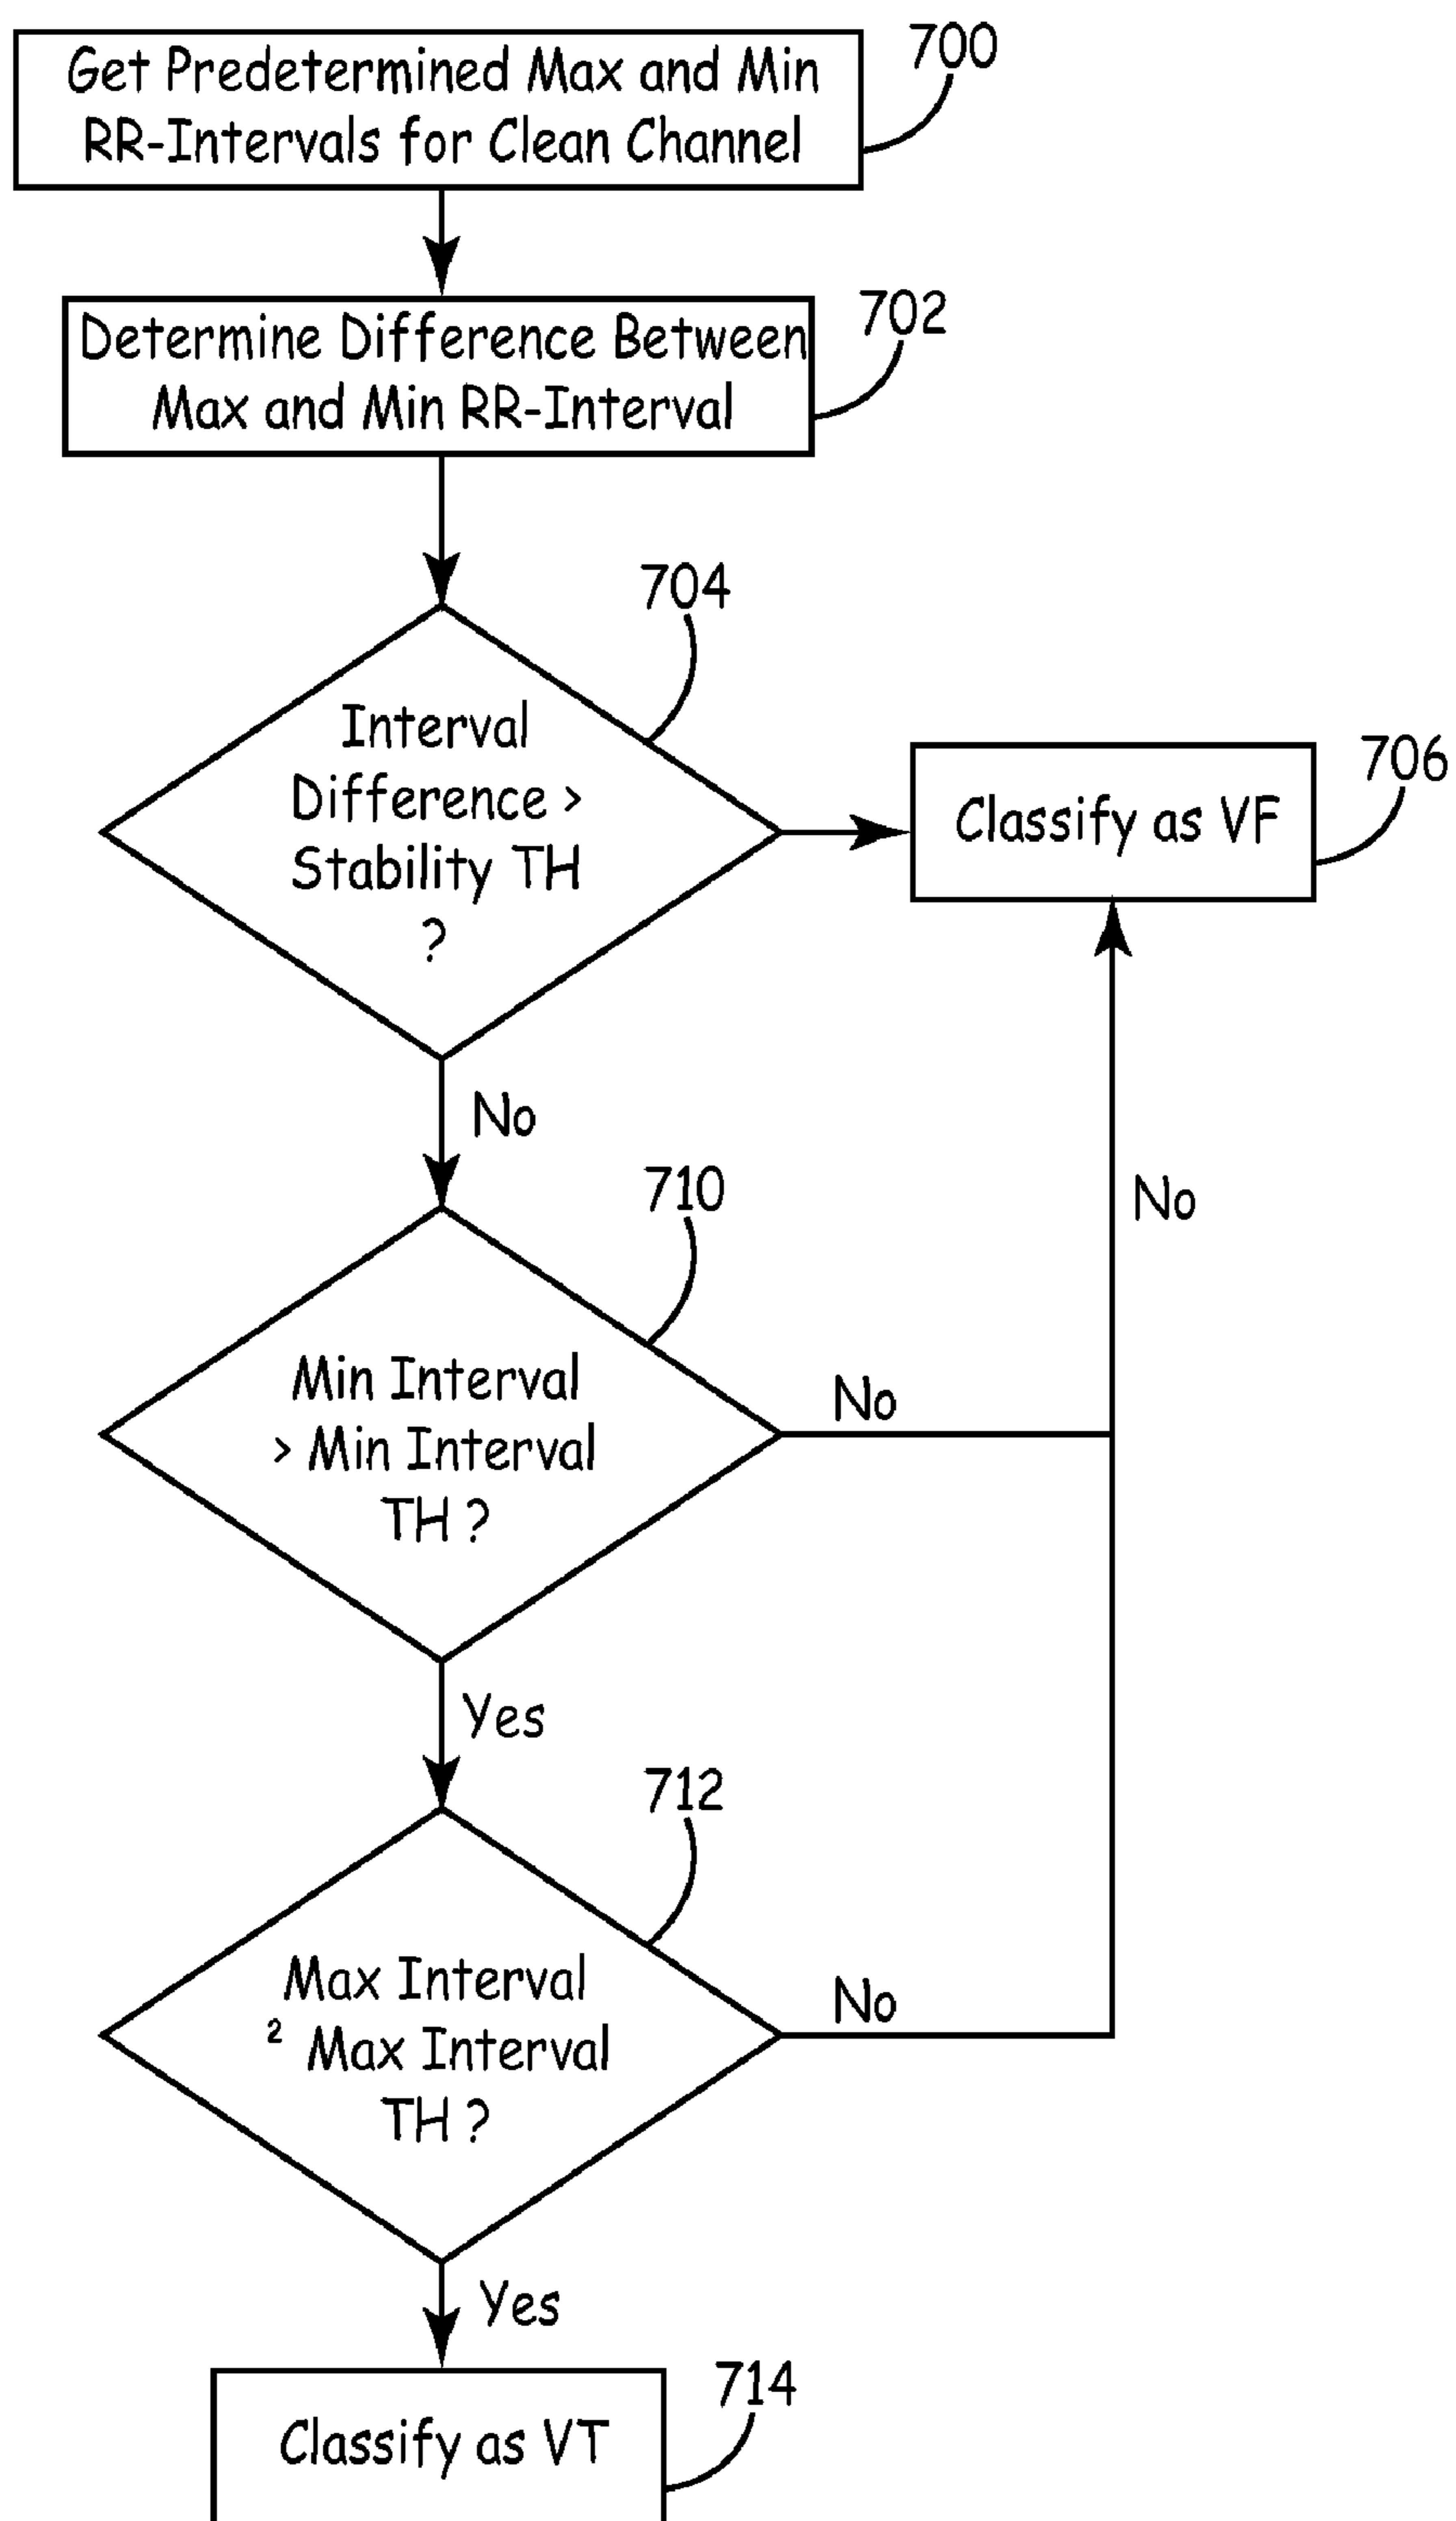 Get Predetermined Max and Min
RR-Intervals for Clean Channel
700
Determine Difference Between
Max and Min RR-Interval
702
704
Interval
Difference >
Stability TH
?
706
Classify as VF
No
710
No
Min Interval
> Min Interval
TH ?
No
Yes
712
Max Interval
² Max Interval
TH ?
No
Yes
714
Classify as VT